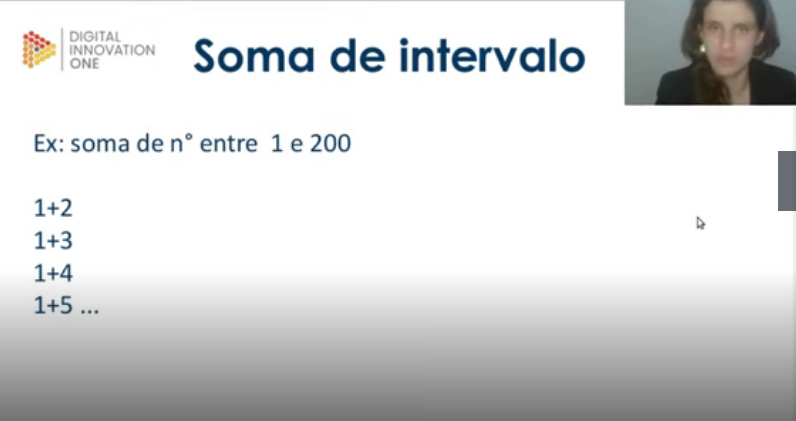 DIGITAL
INNOVATION
ONE
Soma de intervalo
Ex: soma de n° entre 1 e 200
1+2
1+3
1+4
1+5 ...